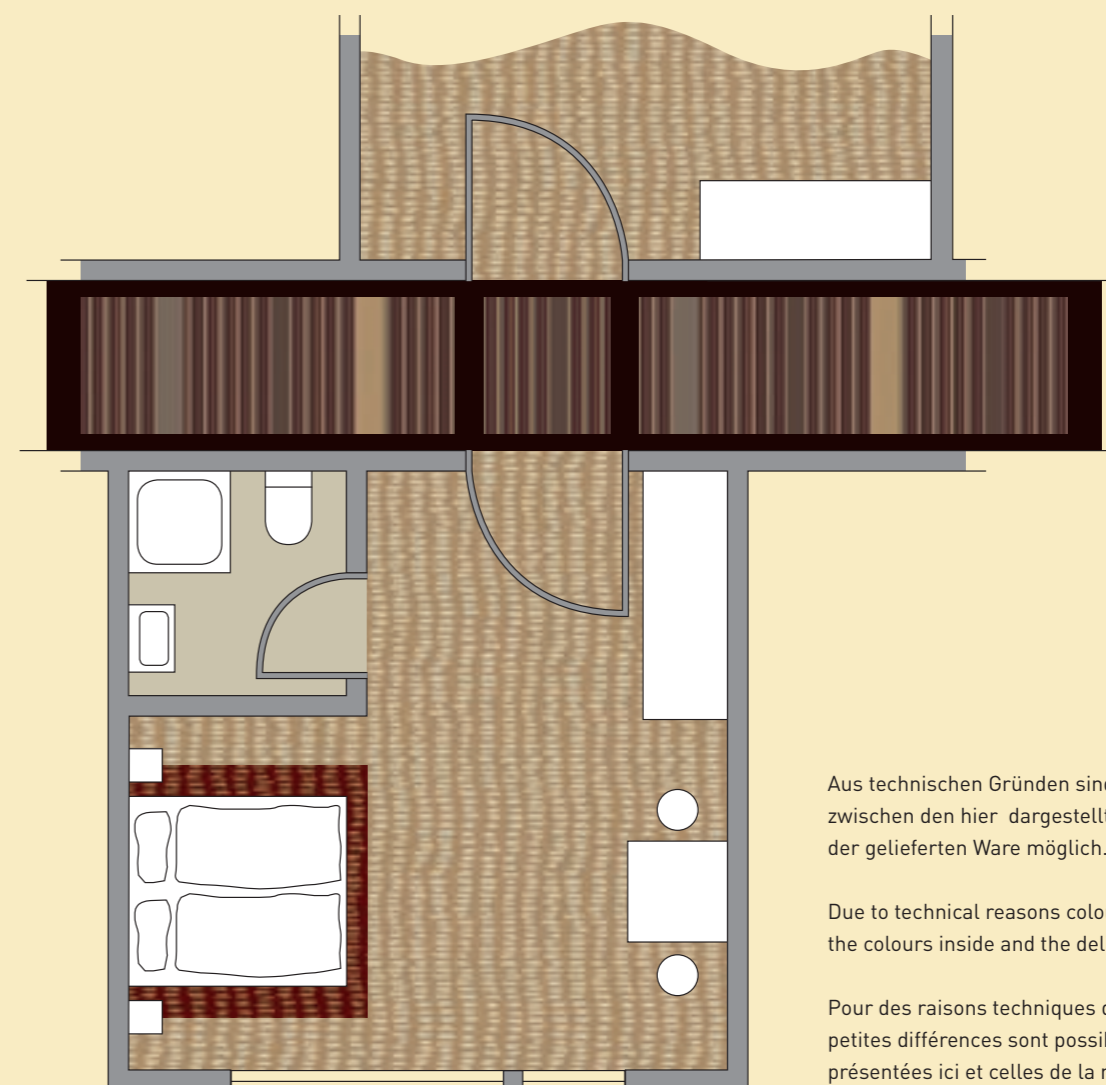 Aus technischen Gründen sind
zwischen den hier dargestellt
der gelieferten Ware möglich.
Due to technical reasons colo
the colours inside and the del
Pour des raisons techniques
petites différences sont possib
présentées ici et celles de la